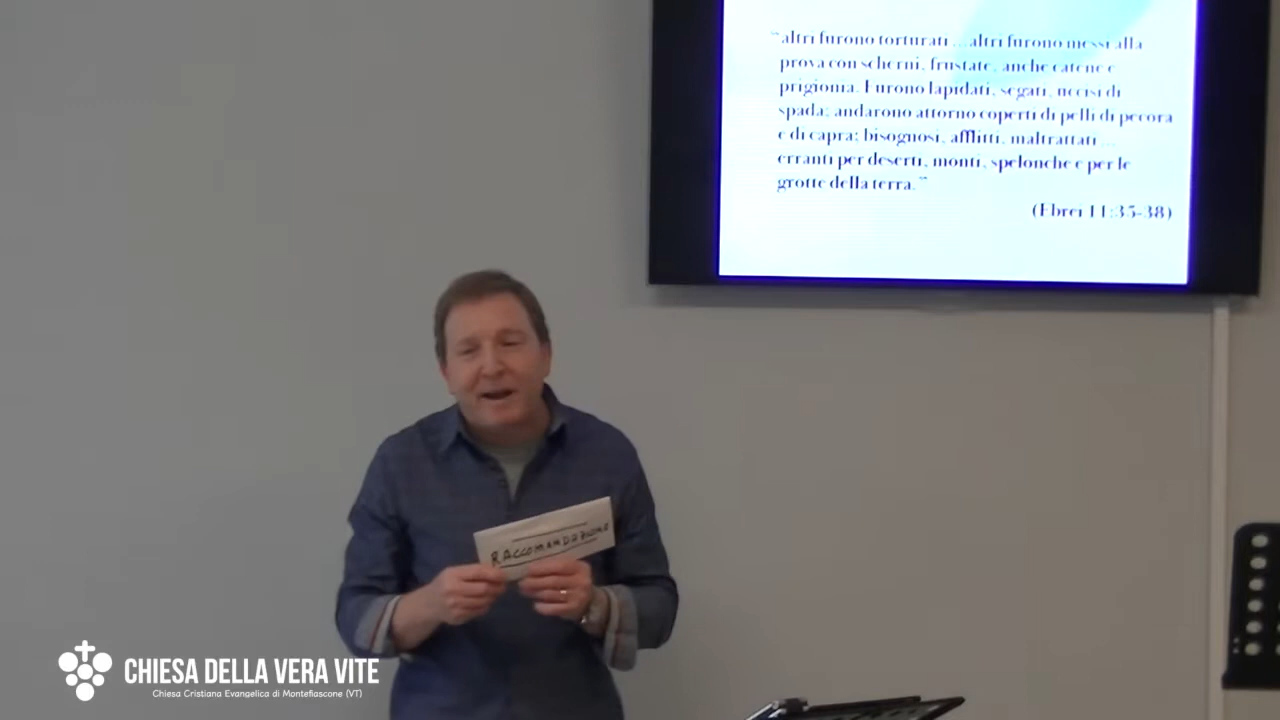 “altri furono torturati ...altri furono messi alla
prova con scherni, frustate, anche catene e
prigionia. Furono lapidati, segati, uccisi di
spada; andarono attorno coperti di pelli di pecora
e di capra; bisognosi, afflitti, maltrattati ...
erranti per deserti, monti, spelonche e per le
grotte della terra.”
(Ebrei 11:35-38)
RACCOMANDAZIONE
CHIESA DELLA VERA VITE
Chiesa Cristiana Evangelica di Montefiascone (VT)